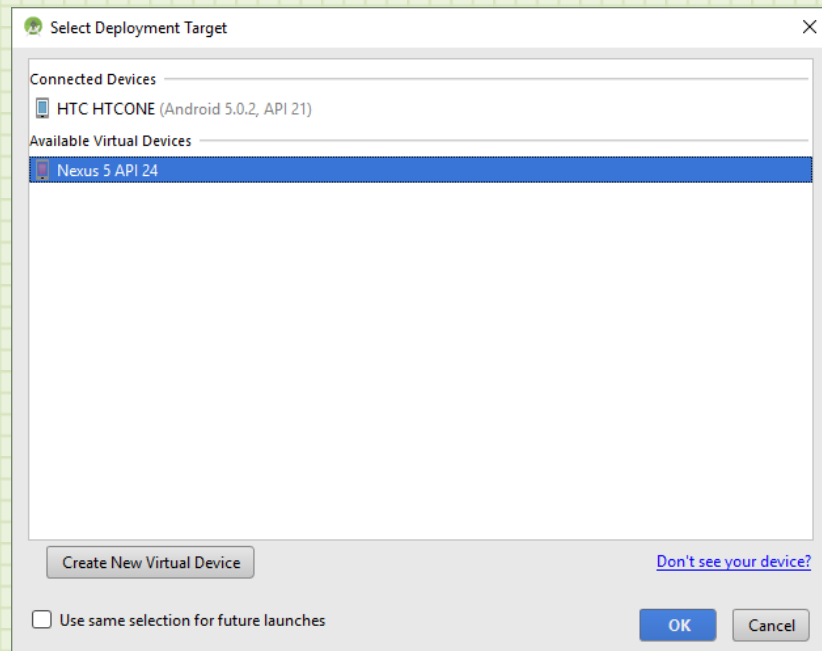 Select Deployment Target
Connected Devices
HTC HTCONE (Android 5.0.2, API 21)
Available Virtual Devices
Nexus 5 API 24
Create New Virtual Device
Don't see your device?
Use same selection for future launches
OK
Cancel